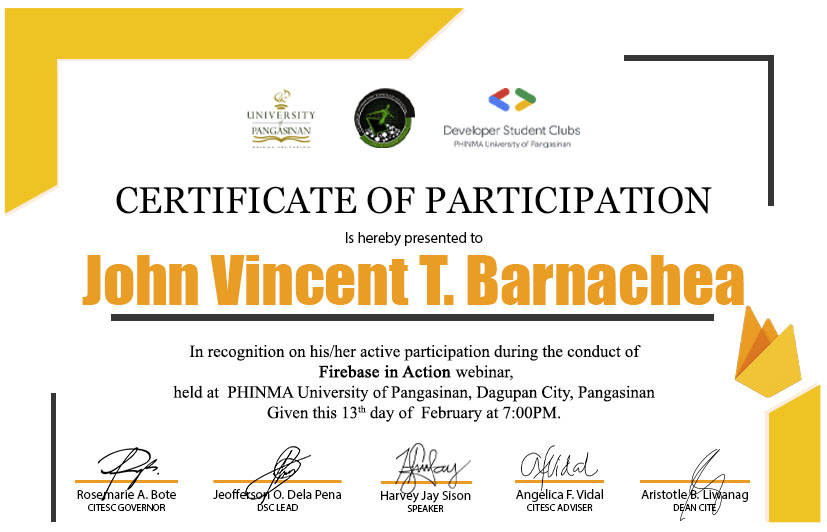 UNIVERSITY
of
PANGASINAN
Developer Student Clubs
PHINMA University of Pangasinan
CERTIFICATE OF PARTICIPATION
Is hereby presented to
John Vincent T. Barnachea
In recognition on his/her active participation during the conduct of
Firebase in Action webinar,
held at PHINMA University of Pangasinan, Dagupan City, Pangasinan
Given this 13th day of February at 7:00PM.
Rosemarie A. Bote
CITESC GOVERNOR
Jeofferson O. Dela Pena
DSC LEAD
Harvey Jay Sison
SPEAKER
Angelica F. Vidal
CITESC ADVISER
Aristotle B. Liwanag
DEAN CITE